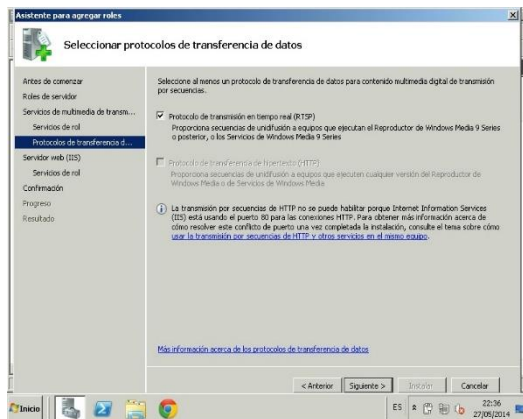 Asistente para agregar roles
Seleccionar protocolos de transferencia de datos
Antes de comenzar
Roles de servidor
Servicios de multimedia de transm...
Servicios de rol
Protocolos de transferencia d...
Servidor web (IIS)
Servicios de rol
Confirmación
Progreso
Resultado
Seleccione al menos un protocolo de transferencia de datos para contenido multimedia digital de transmisión
por secuencias.
Protocolo de transmisión en tiempo real (RTSP)
Proporciona secuencias de unidifusión a equipos que ejecutan el Reproductor de Windows Media 9 Series
o posterior, o los Servicios de Windows Media 9 Series
Protocolo de transferencia de hipertexto (HTTP)
Proporciona secuencias de unidifusión a equipos que ejecuten cualquier versión del Reproductor de
Windows Media o de Servicios de Windows Media
La transmisión por secuencias de HTTP no se puede habilitar porque Internet Information Services
(IIS) está usando el puerto 80 para las conexiones HTTP. Para obtener más información acerca de
cómo resolver este conflicto de puerto una vez completada la instalación, consulte el tema sobre cómo
usar la transmisión por secuencias de HTTP y otros servicios en el mismo equipo.
Más información acerca de los protocolos de transferencia de datos
< Anterior
Siguiente >
Instalar
Cancelar
Inicio
ES
22:36
27/05/2014